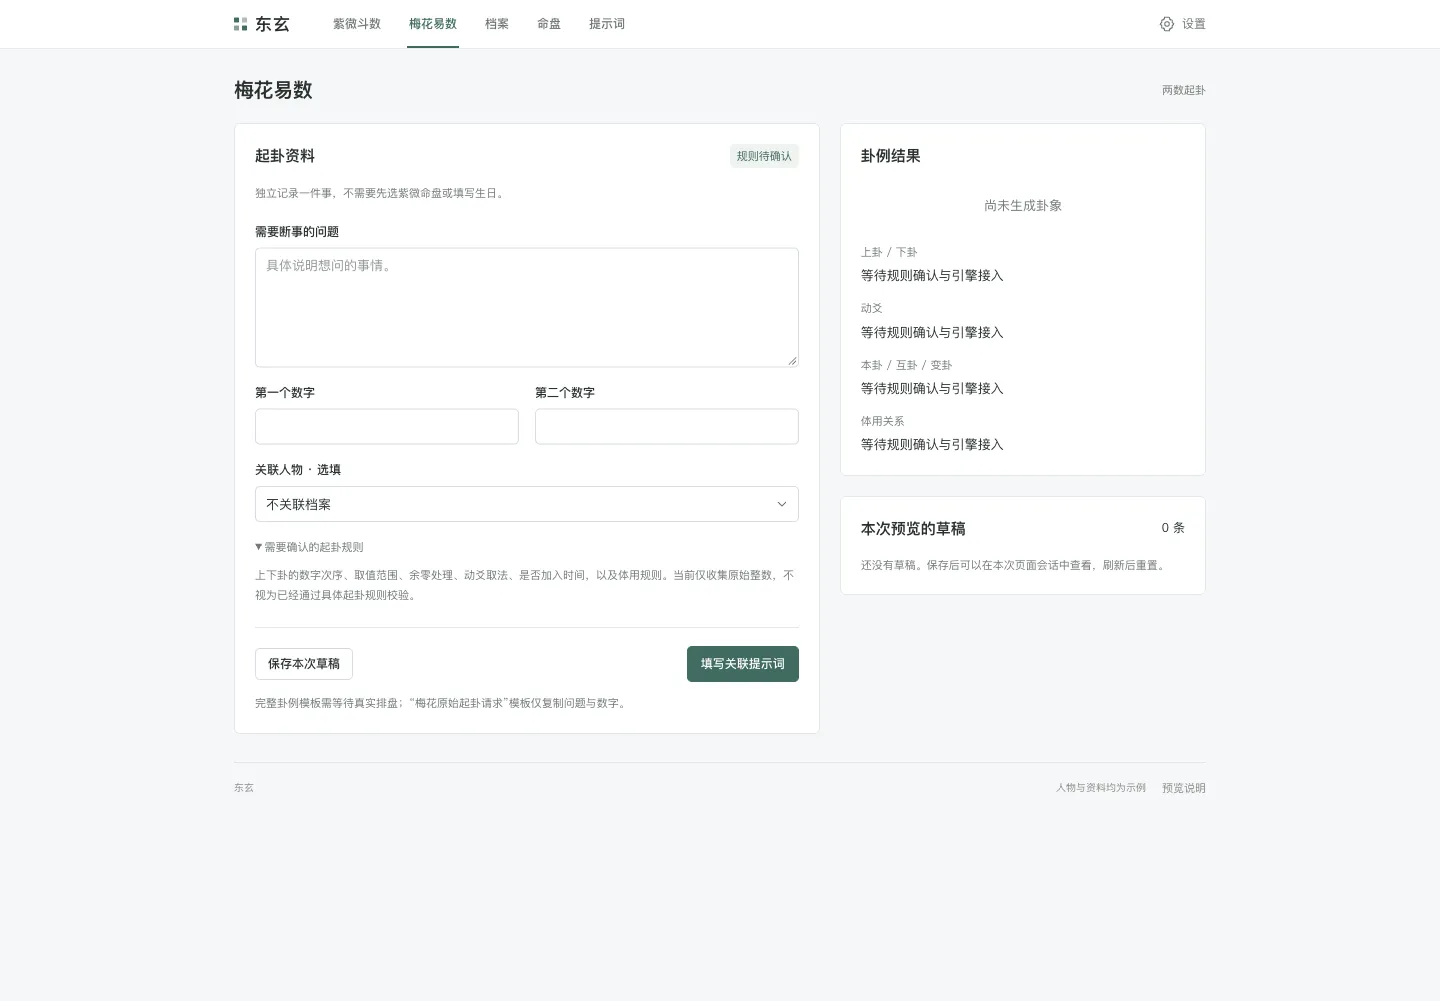 东玄
紫微斗数
梅花易数
档案
命盘
提示词
设置
梅花易数
两数起卦
起卦资料
规则待确认
独立记录一件事，不需要先选紫微命盘或填写生日。
需要断事的问题
具体说明想问的事情。
第一个数字
第二个数字
关联人物 · 选填
不关联档案
▼需要确认的起卦规则
上下卦的数字次序、取值范围、余零处理、动爻取法、是否加入时间，以及体用规则。当前仅收集原始整数，不
视为已经通过具体起卦规则校验。
保存本次草稿
填写关联提示词
完整卦例模板需等待真实排盘；“梅花原始起卦请求”模板仅复制问题与数字。
卦例结果
尚未生成卦象
上卦 / 下卦
等待规则确认与引擎接入
动爻
等待规则确认与引擎接入
本卦 / 互卦 / 变卦
等待规则确认与引擎接入
体用关系
等待规则确认与引擎接入
本次预览的草稿
0 条
还没有草稿。保存后可以在本次页面会话中查看，刷新后重置。
东玄
人物与资料均为示例
预览说明